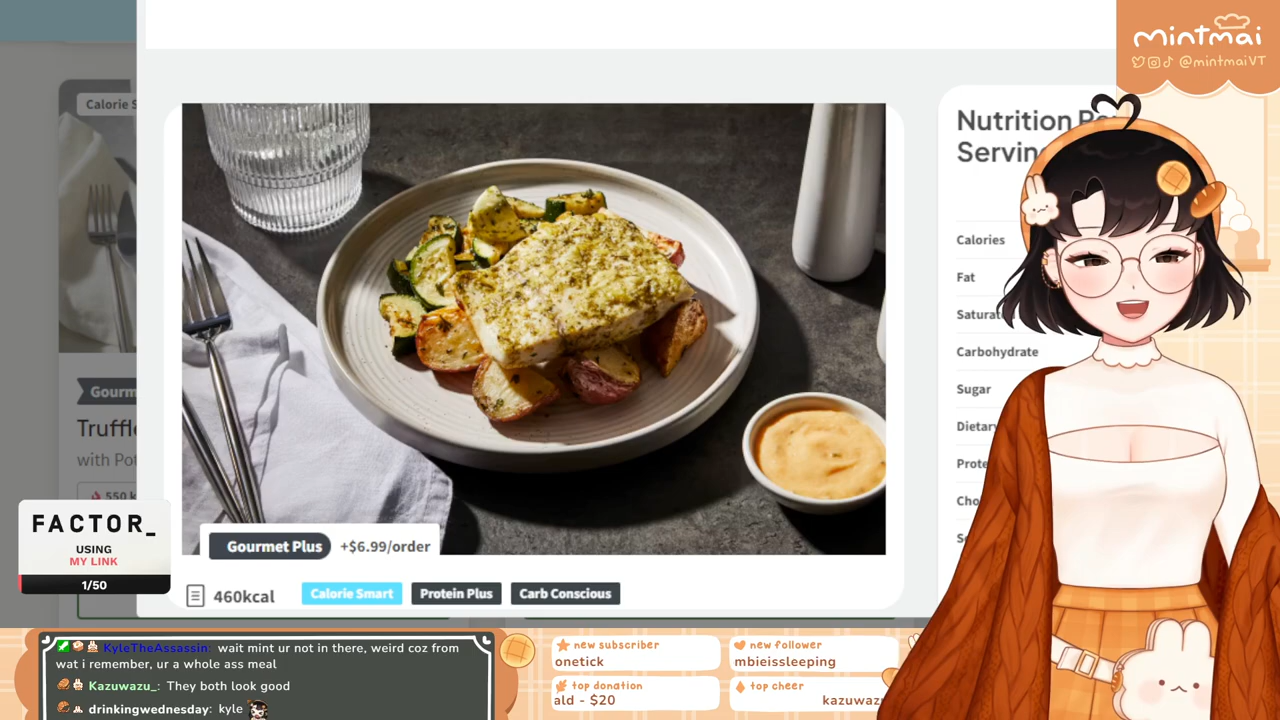 mintmai
@mintmaiVT
Calorie S
Nutrition P
Serving
Calories
Fat
Saturat
Carbohydrate
Sugar
Dietar
Prote
Cho
So
Gourm
Truffle
with Pot
550 k
FACTOR_
USING
MY LINK
1/50
Gourmet Plus
+$6.99/order
460kcal
Calorie Smart
Protein Plus
Carb Conscious
KyleTheAssassin: wait mint ur not in there, weird coz from
wat i remember, ur a whole ass meal
Kazuwazu_: They both look good
drinkingwednesday: kyle
new subscriber
onetick
new follower
mbieissleeping
top donation
ald - $20
top cheer
kazuwaz